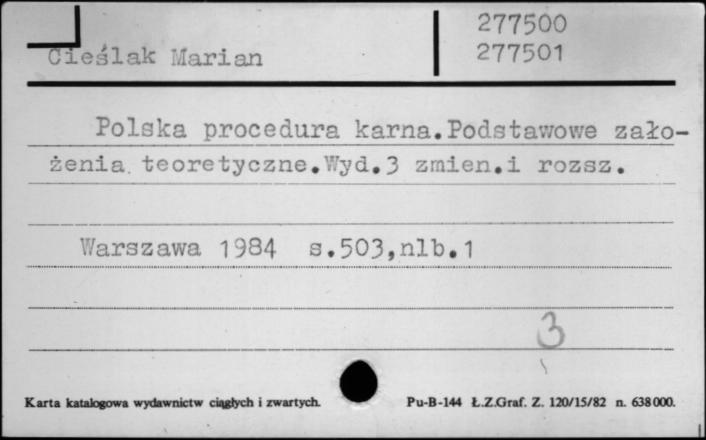 277500
Cieślak Marian 277501
Polska procedura karna.Podstawowe zało-
żenia teoretyczne.Wyd.3 zmien.i rozsz.
Warszawa 1984 s.503,nlb.1
3
Karta katalogowa wydawnictw ciągłych i zwartych. Pu-B-144 Ł.Z.Graf. Z. 120/15/82 n. 638000.